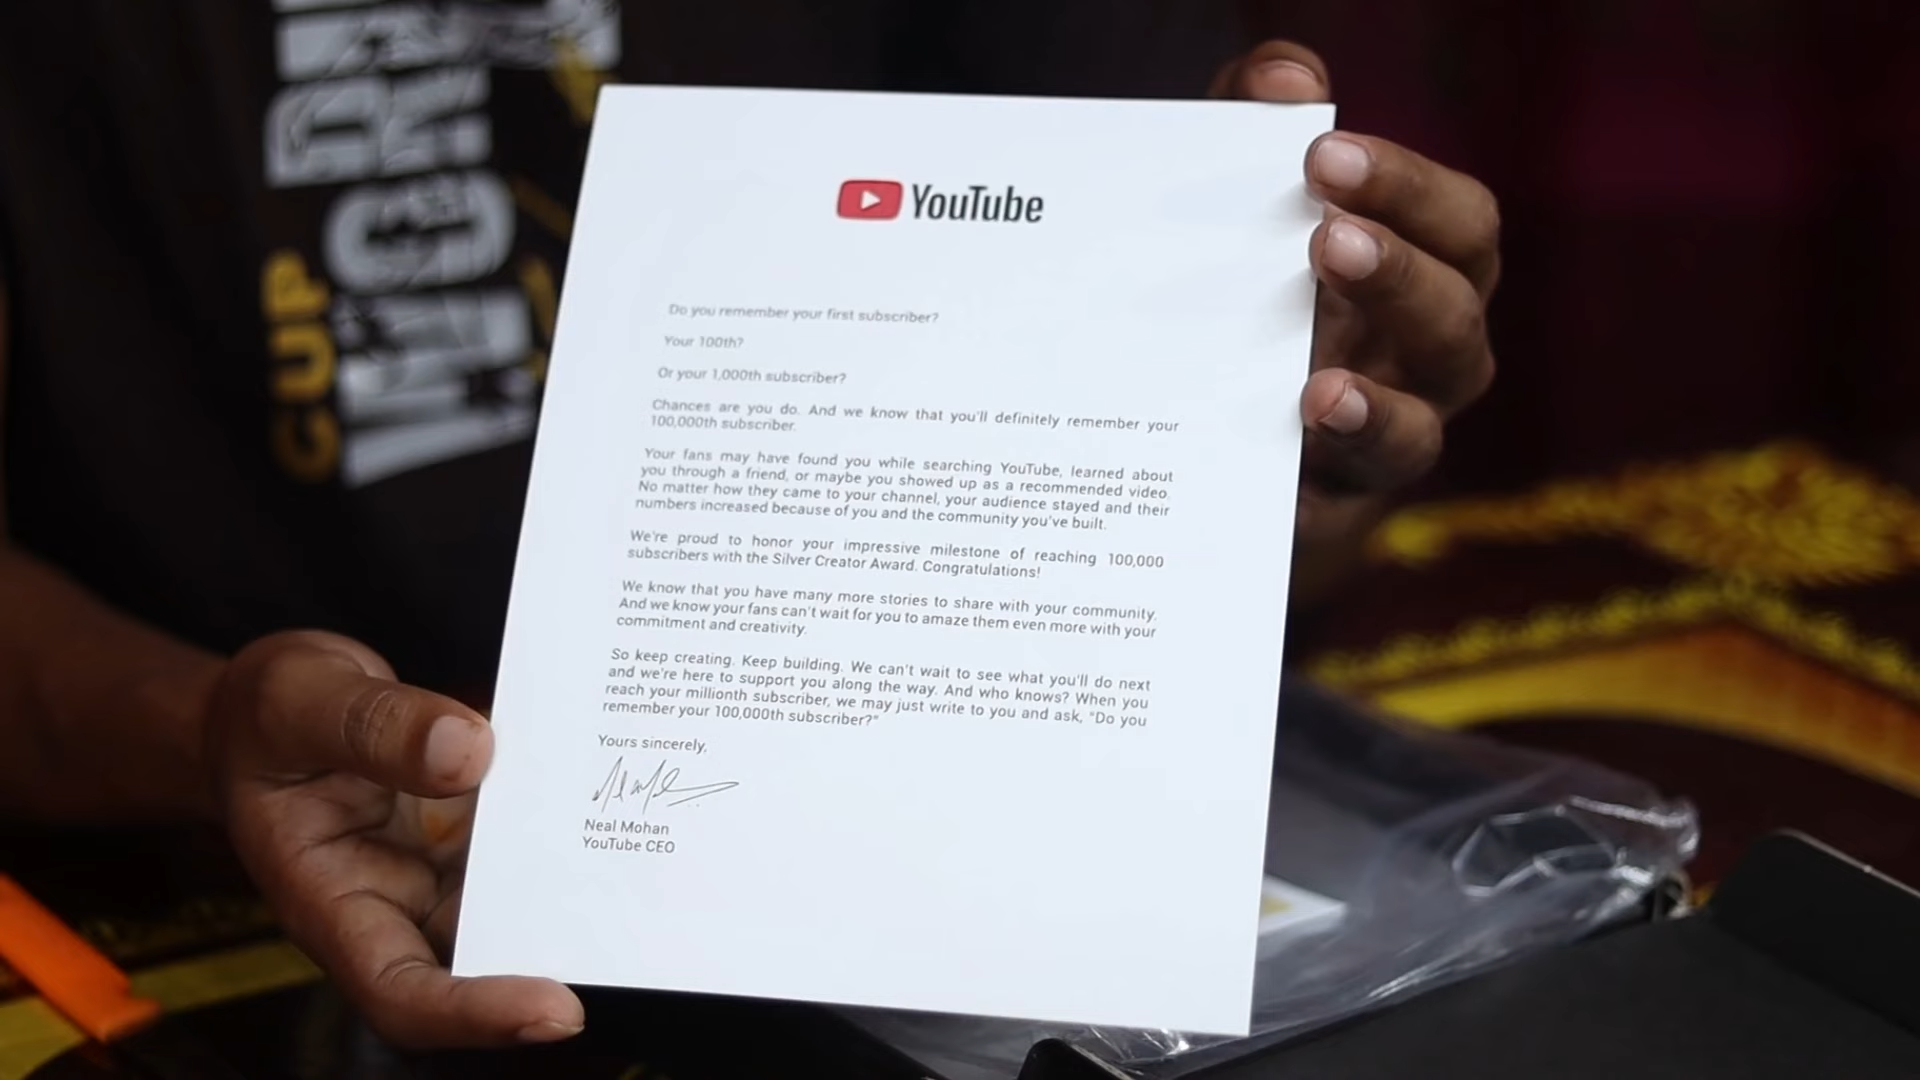 YouTube
Do you remember your first subscriber?
Your 100th?
Or your 1,000th subscriber?
Chances are you do. And we know that you'll definitely remember your
100,000th subscriber.
Your fans may have found you while searching YouTube, learned about
you through a friend, or maybe you showed up as a recommended video.
No matter how they came to your channel, your audience stayed and their
numbers increased because of you and the community you've built.
We're proud to honor your impressive milestone of reaching 100,000
subscribers with the Silver Creator Award. Congratulations!
We know that you have many more stories to share with your community.
And we know your fans can't wait for you to amaze them even more with your
commitment and creativity.
So keep creating. Keep building. We can't wait to see what you'll do next
and we're here to support you along the way. And who knows? When you
reach your millionth subscriber, we may just write to you and ask, "Do you
remember your 100,000th subscriber?"
Yours sincerely,
Neal Mohan
YouTube CEO
CUP